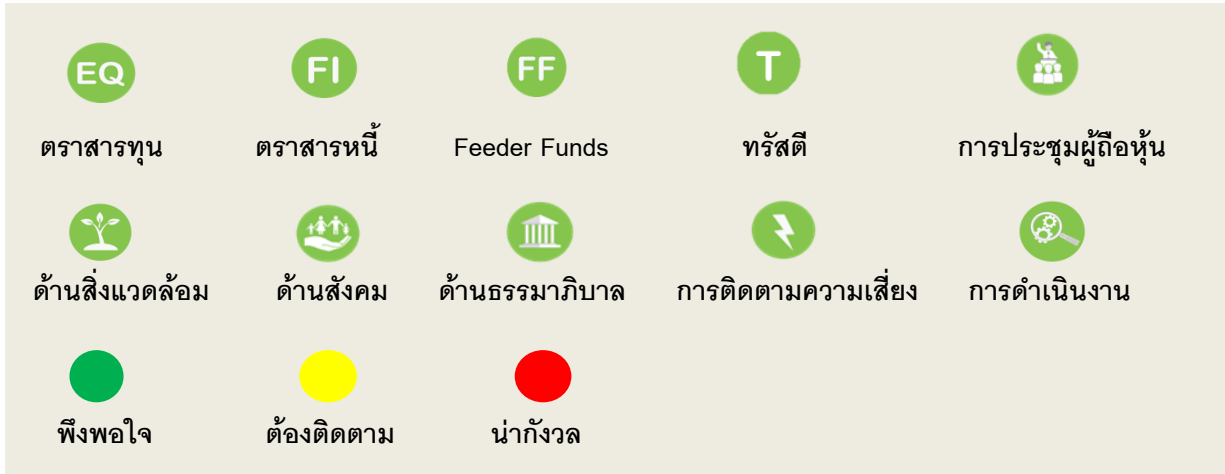 EQ FI FF T
ตราสารทุน ตราสารหนี้ Feeder Funds ทรัสตี การประชุมผู้ถือหุ้น
ด้านสิ่งแวดล้อม ด้านสังคม ด้านธรรมาภิบาล การติดตามความเสี่ยง การดำเนินงาน
พึงพอใจ ต้องติดตาม น่ากังวล